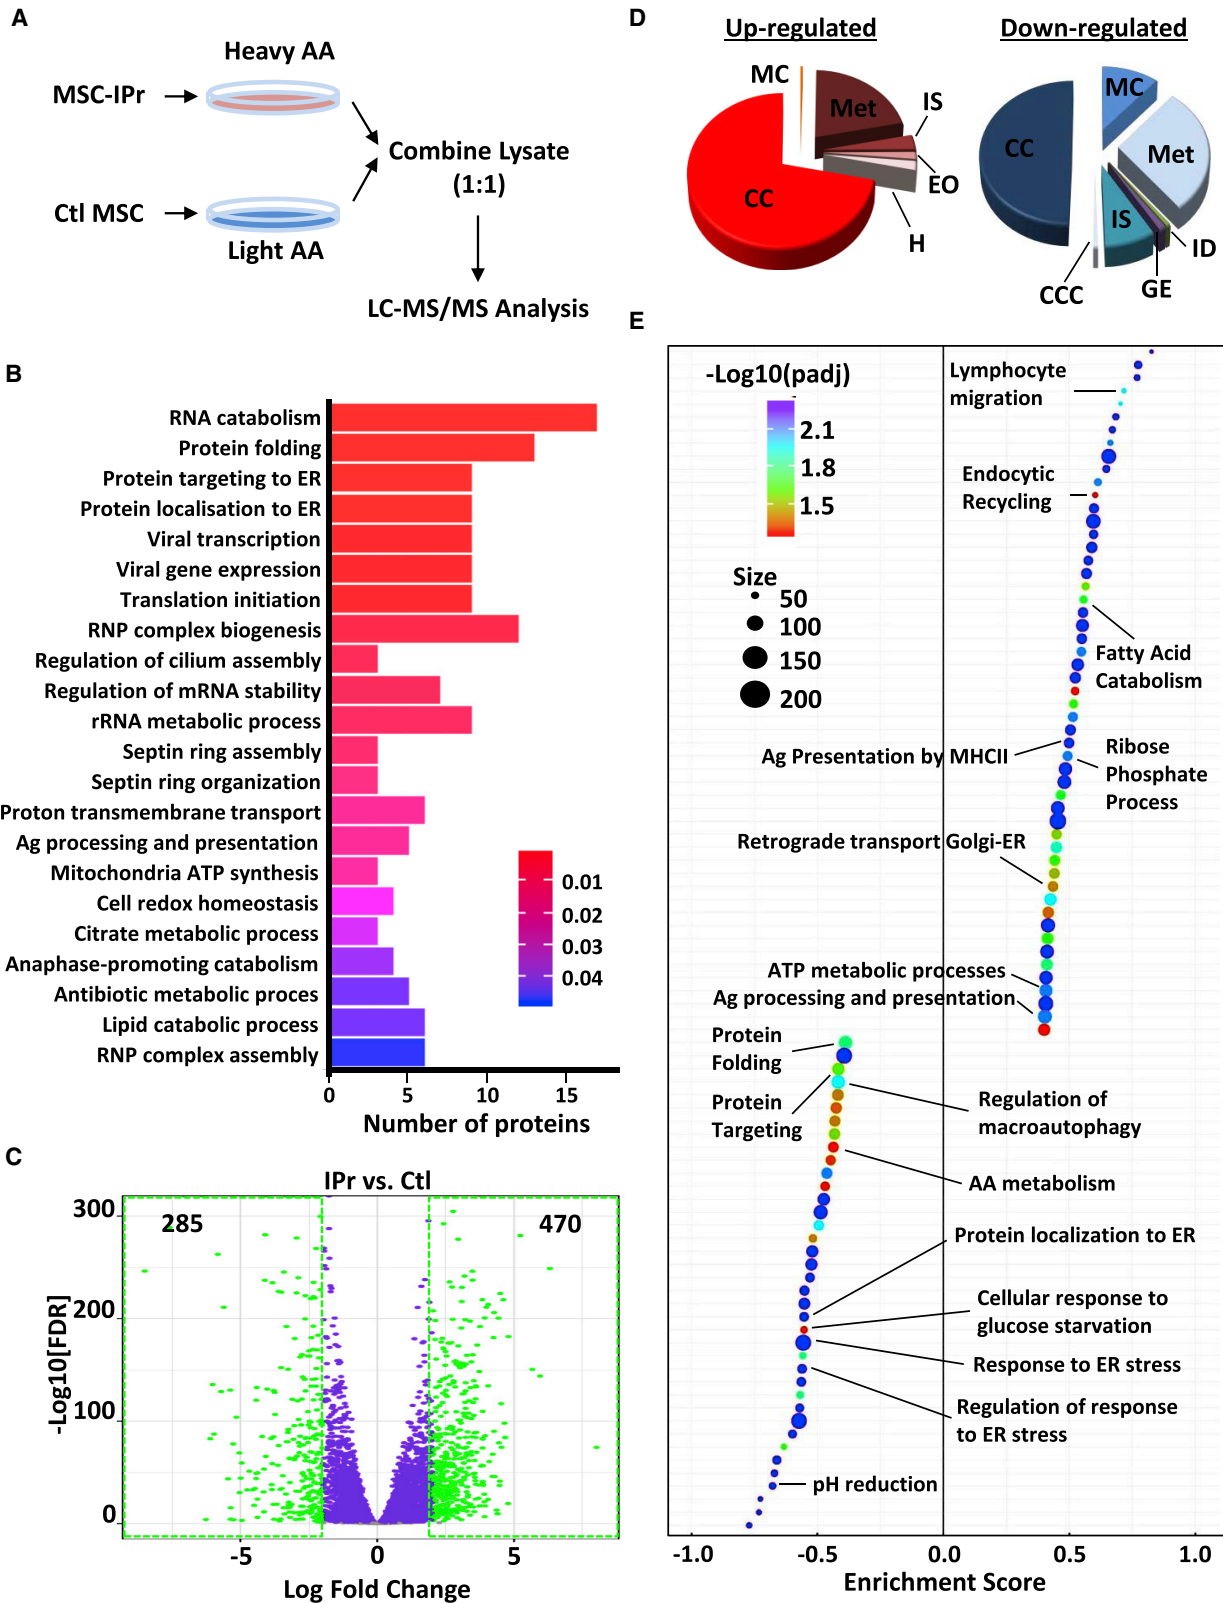 A
Heavy AA
MSC-IPr
Ctl MSC
Light AA
Combine Lysate
(1:1)
LC-MS/MS Analysis
B
RNA catabolism
Protein folding
Protein targeting to ER
Protein localisation to ER
Viral transcription
Viral gene expression
Translation initiation
RNP complex biogenesis
Regulation of cilium assembly
Regulation of mRNA stability
rRNA metabolic process
Septin ring assembly
Septin ring organization
Proton transmembrane transport
Ag processing and presentation
Mitochondria ATP synthesis
Cell redox homeostasis
Citrate metabolic process
Anaphase-promoting catabolism
Antibiotic metabolic proces
Lipid catabolic process
RNP complex assembly
0.01
0.02
0.03
0.04
0 5 10 15
Number of proteins
C
IPr vs. Ctl
285
470
300
200
100
0
-Log10[FDR]
-5 0 5
Log Fold Change
D
Up-regulated
MC
Met
IS
EO
H
CC
Down-regulated
MC
Met
ID
GE
IS
CCC
CC
E
-Log10(padj)
2.1
1.8
1.5
Size
50
100
150
200
Lymphocyte
migration
Endocytic
Recycling
Fatty Acid
Catabolism
Ag Presentation by MHCII
Ribose
Phosphate
Process
Retrograde transport Golgi-ER
ATP metabolic processes
Ag processing and presentation
Protein
Folding
Protein
Targeting
Regulation of
macroautophagy
AA metabolism
Protein localization to ER
Cellular response to
glucose starvation
Response to ER stress
Regulation of response
to ER stress
pH reduction
-1.0 -0.5 0.0 0.5 1.0
Enrichment Score